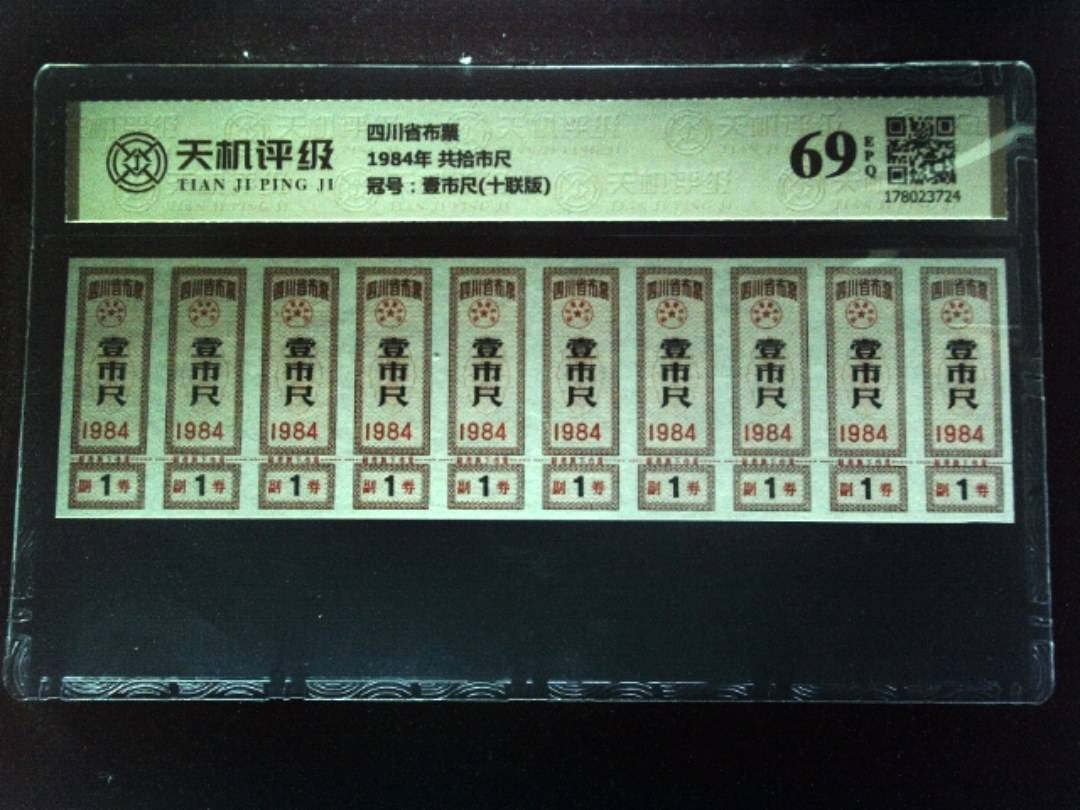 天机评级
TIAN JI PING JI
四川省布票
1984年 共拾市尺
冠号：壹市尺(十联版)
69
EPQ
178023724
四川省布票 四川省布票 四川省布票 四川省布票 四川省布票 四川省布票 四川省布票 四川省布票 四川省布票 四川省布票
壹市尺 壹市尺 壹市尺 壹市尺 壹市尺 壹市尺 壹市尺 壹市尺 壹市尺 壹市尺
1984 1984 1984 1984 1984 1984 1984 1984 1984 1984
副1券 副1券 副1券 副1券 副1券 副1券 副1券 副1券 副1券 副1券